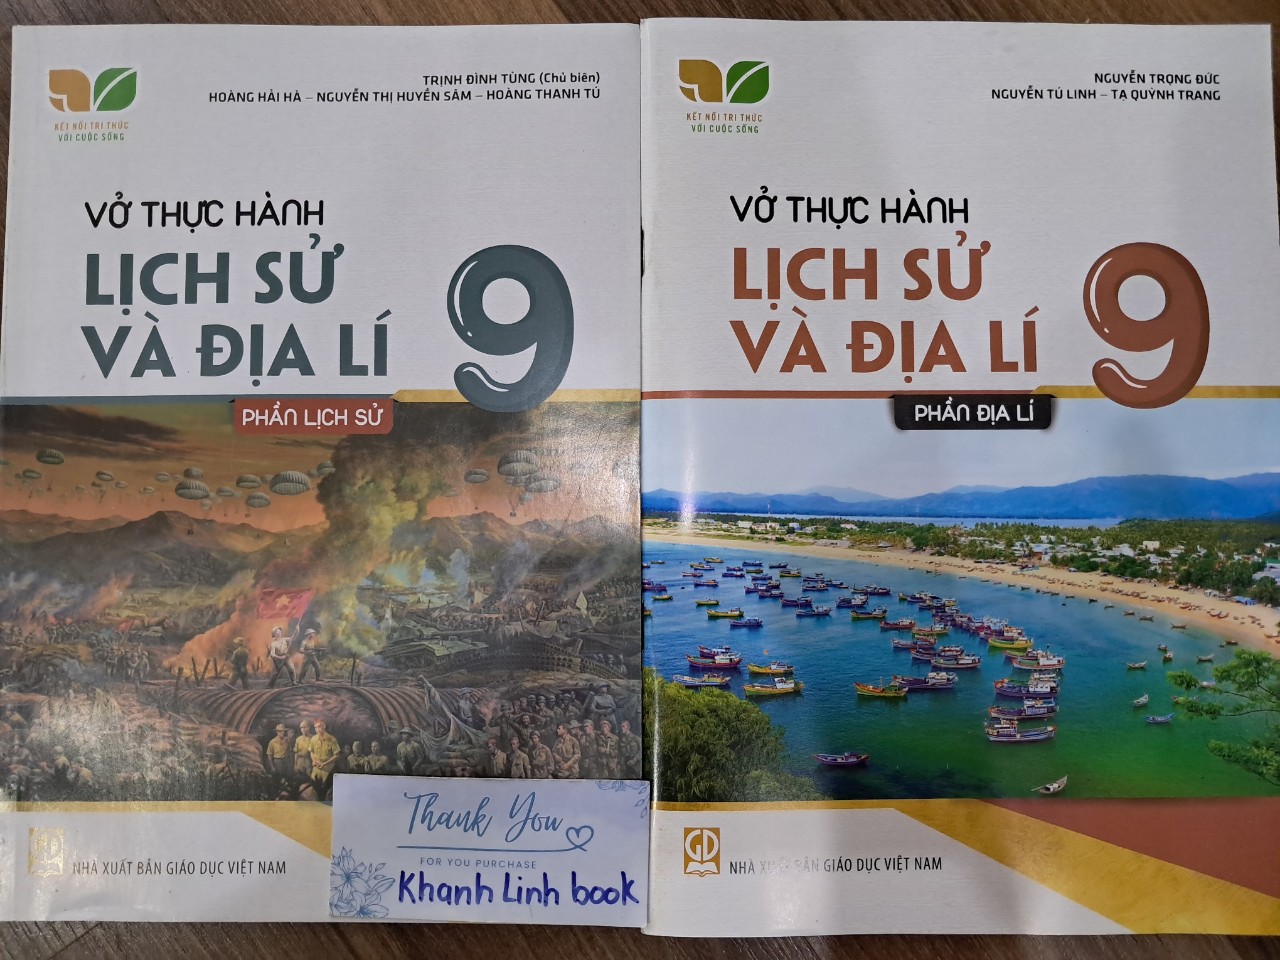 KẾT NỐI TRI THỨC
VỚI CUỘC SỐNG
TRỊNH ĐÌNH TÙNG (Chủ biên)
HOÀNG HẢI HÀ – NGUYỄN THỊ HUYỀN SÂM – HOÀNG THANH TÚ
VỞ THỰC HÀNH
LỊCH SỬ
VÀ ĐỊA LÍ
9
PHẦN LỊCH SỬ
NHÀ XUẤT BẢN GIÁO DỤC VIỆT NAM
Thank You
FOR YOU PURCHASE
Khanh Linh book
KẾT NỐI TRI THỨC
VỚI CUỘC SỐNG
NGUYỄN TRỌNG ĐỨC
NGUYỄN TÚ LINH – TẠ QUỲNH TRANG
VỞ THỰC HÀNH
LỊCH SỬ
VÀ ĐỊA LÍ
9
PHẦN ĐỊA LÍ
GD
NHÀ XUẤT BẢN GIÁO DỤC VIỆT NAM